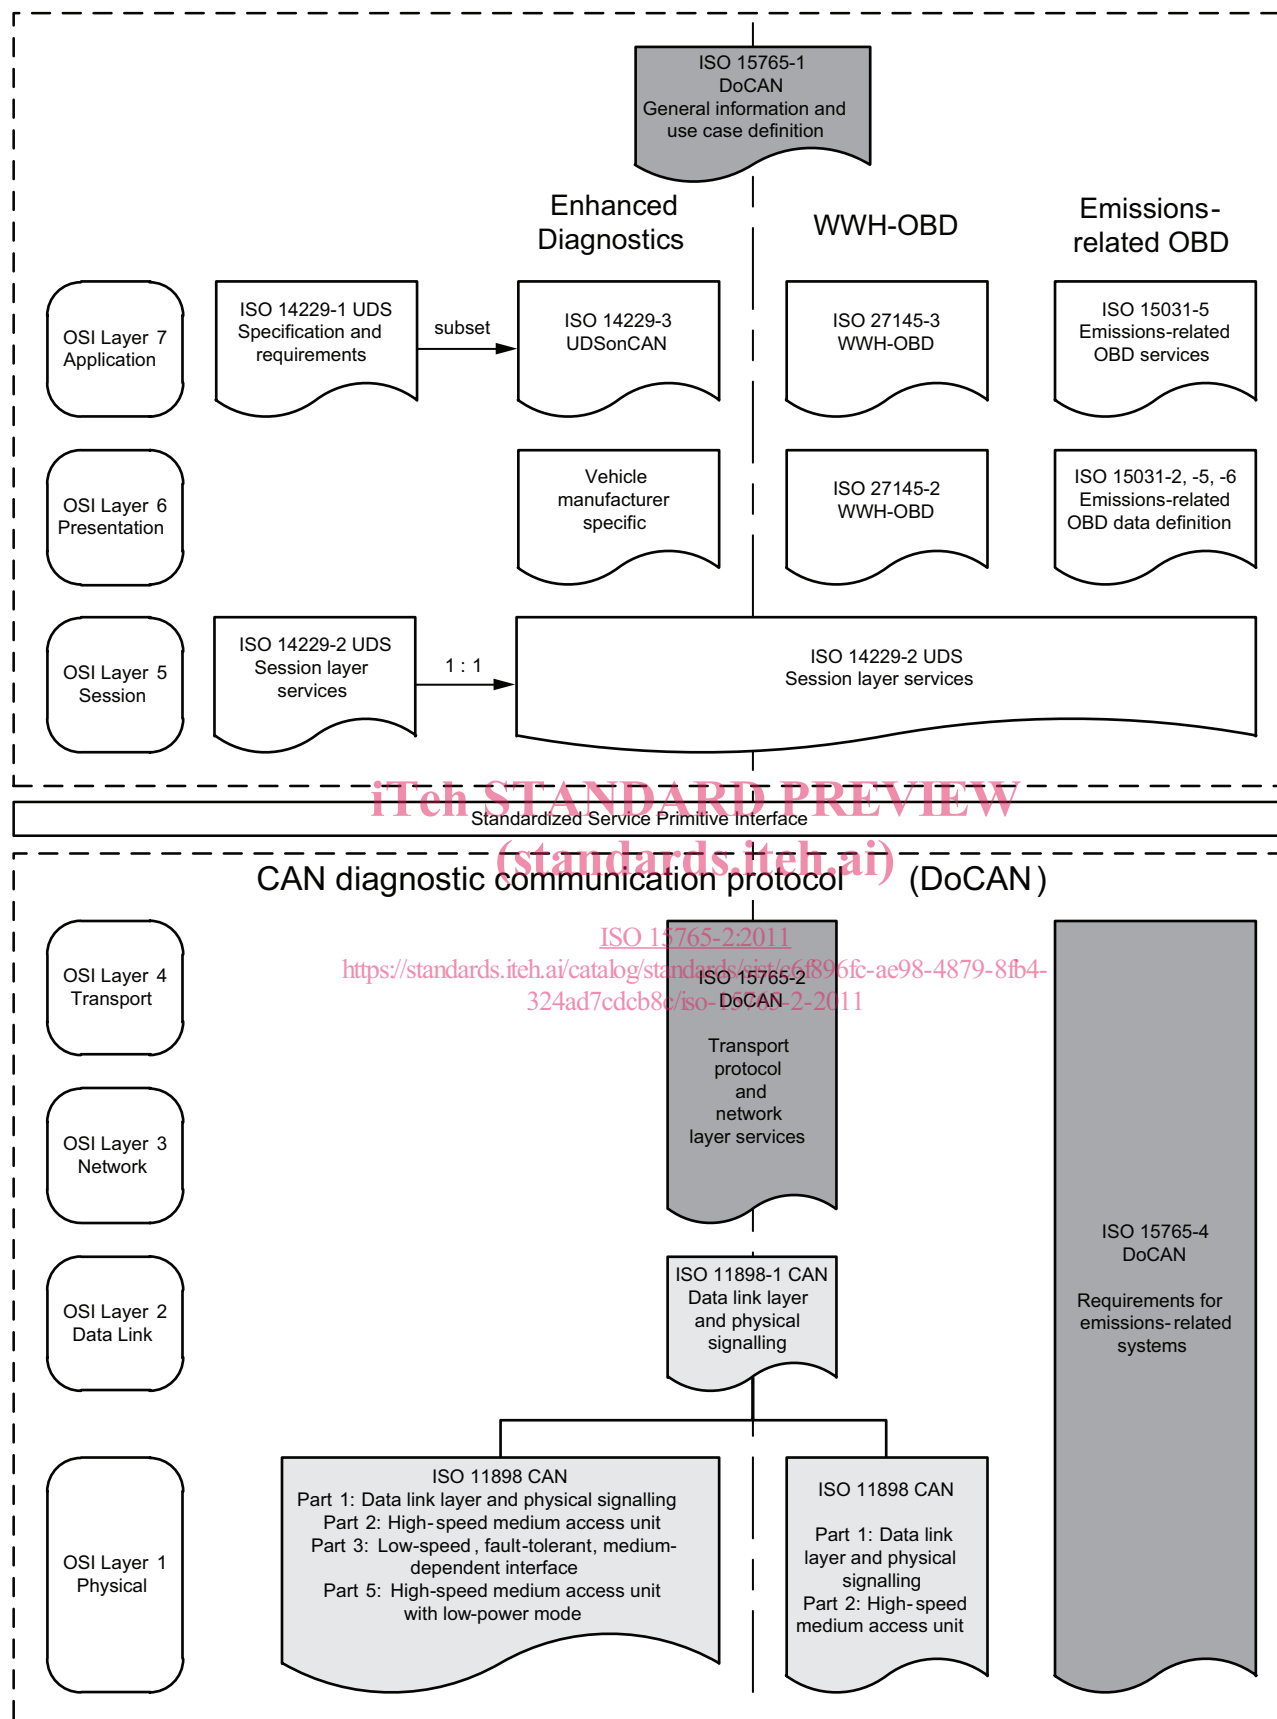 ISO 15765-1
DoCAN
General information and
use case definition
Enhanced
Diagnostics
WWH-OBD
Emissions-
related OBD
OSI Layer 7
Application
ISO 14229-1 UDS
Specification and
requirements
subset
ISO 14229-3
UDSonCAN
ISO 27145-3
WWH-OBD
ISO 15031-5
Emissions-related
OBD services
OSI Layer 6
Presentation
Vehicle
manufacturer
specific
ISO 27145-2
WWH-OBD
ISO 15031-2, -5, -6
Emissions-related
OBD data definition
OSI Layer 5
Session
ISO 14229-2 UDS
Session layer
services
1 : 1
ISO 14229-2 UDS
Session layer services
iTeh STANDARD PREVIEW
Standardized Service Primitive Interface
(standards.iteh.ai)
CAN diagnostic communication protocol (DoCAN)
ISO 15765-2:2011
https://standards.iteh.ai/catalog/standards/sist/c6f896fc-ae98-4879-8fb4-
324ad7cdcb8c/iso-15765-2-2011
OSI Layer 4
Transport
ISO 15765-2
DoCAN
Transport
protocol
and
network
layer services
OSI Layer 3
Network
ISO 15765-4
DoCAN
Requirements for
emissions-related
systems
OSI Layer 2
Data Link
ISO 11898-1 CAN
Data link layer
and physical
signalling
OSI Layer 1
Physical
ISO 11898 CAN
Part 1: Data link layer and physical signalling
Part 2: High-speed medium access unit
Part 3: Low-speed, fault-tolerant, medium-
dependent interface
Part 5: High-speed medium access unit
with low-power mode
ISO 11898 CAN
Part 1: Data link
layer and physical
signalling
Part 2: High-speed
medium access unit